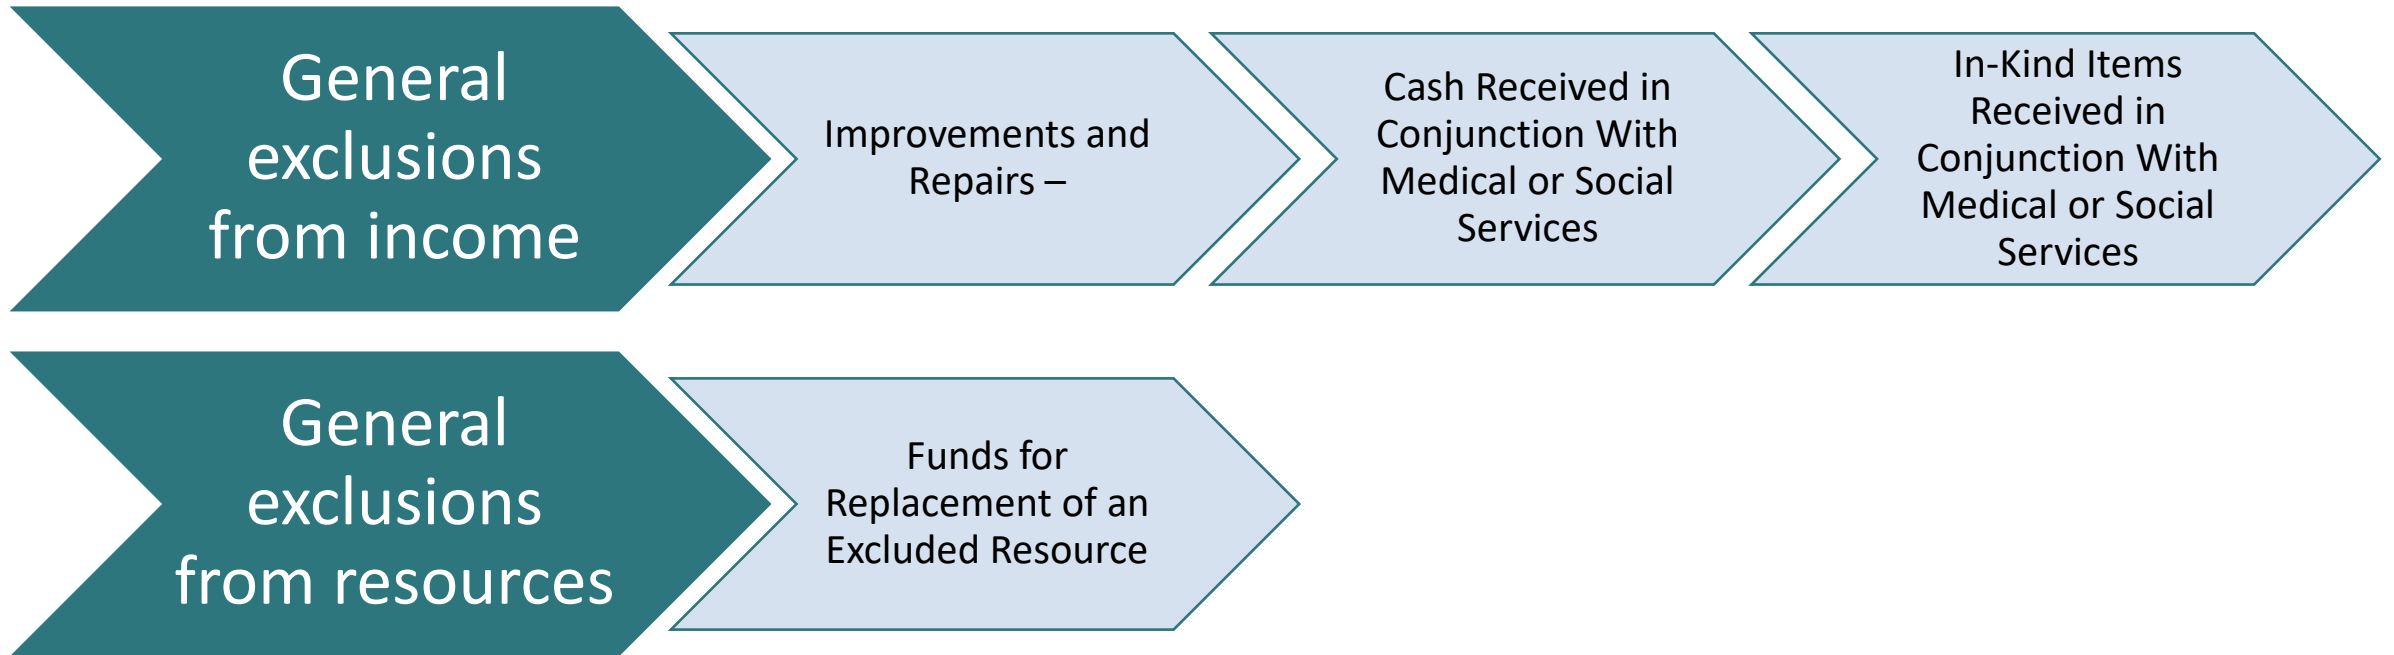 General
exclusions
from income
Improvements and
Repairs –
Cash Received in
Conjunction With
Medical or Social
Services
In-Kind Items
Received in
Conjunction With
Medical or Social
Services
General
exclusions
from resources
Funds for
Replacement of an
Excluded Resource